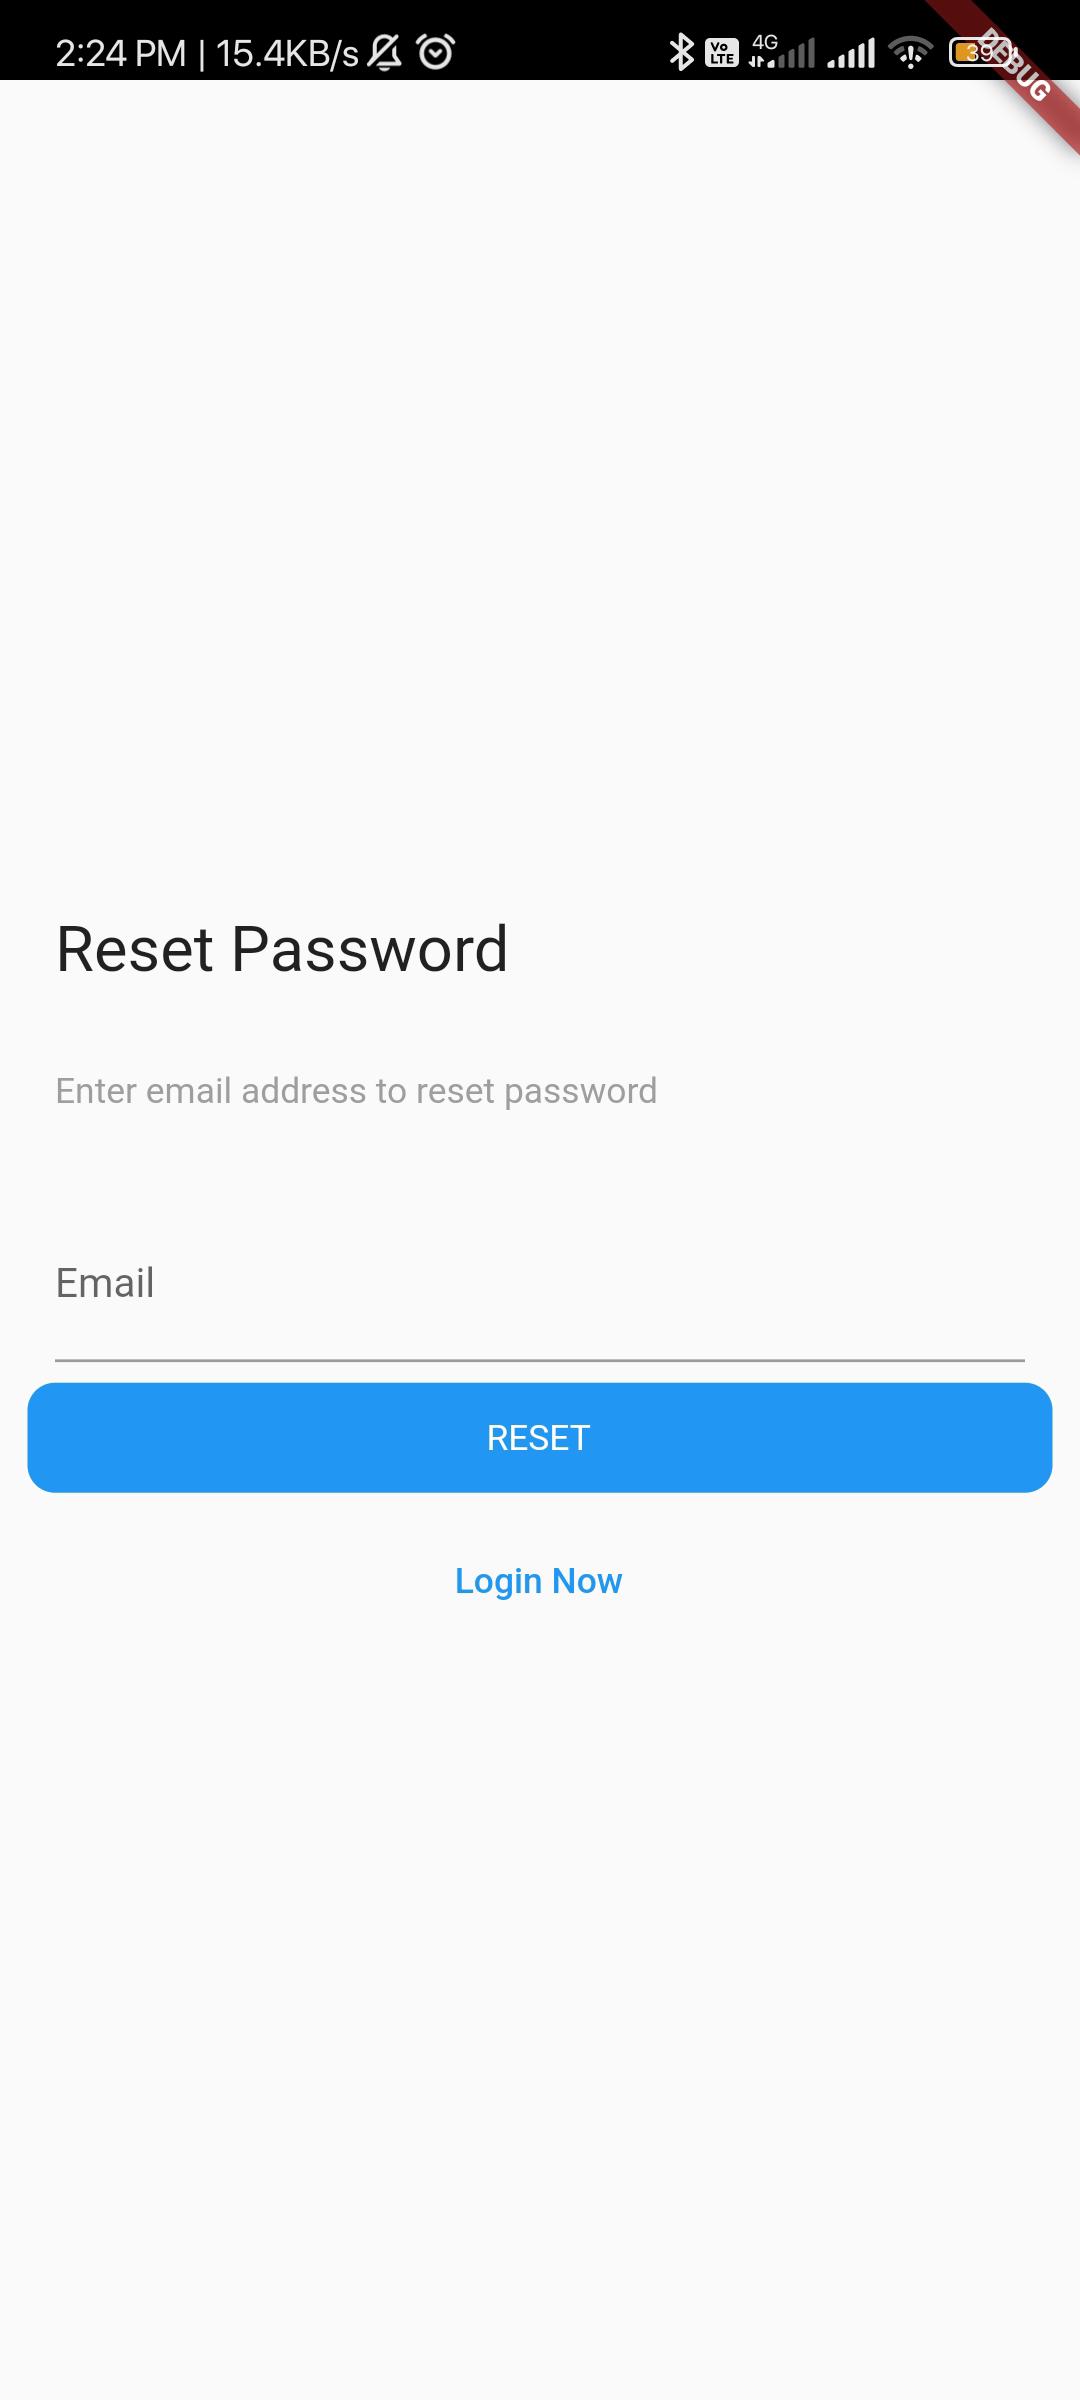 2:24 PM | 15.4KB/s
Vo
LTE
4G
39
DEBUG
Reset Password
Enter email address to reset password
Email
RESET
Login Now